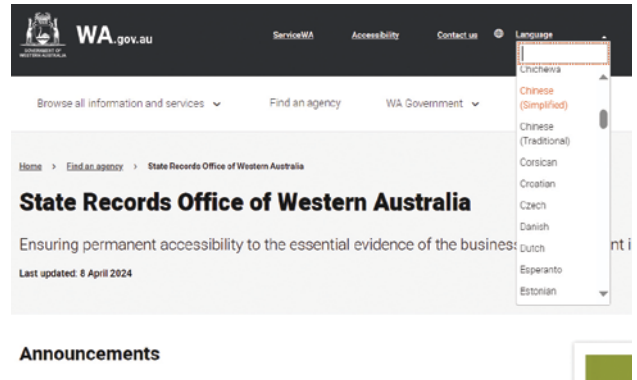 WA.gov.au
GOVERNMENT OF
WESTERN AUSTRALIA
ServiceWA Accessibility Contact us Language
Browse all information and services Find an agency WA Government
Chichewa
Chinese
(Simplified)
Chinese
(Traditional)
Corsican
Croatian
Czech
Danish
Dutch
Esperanto
Estonian
Home > Find an agency > State Records Office of Western Australia
State Records Office of Western Australia
Ensuring permanent accessibility to the essential evidence of the busines
Last updated: 8 April 2024
Announcements